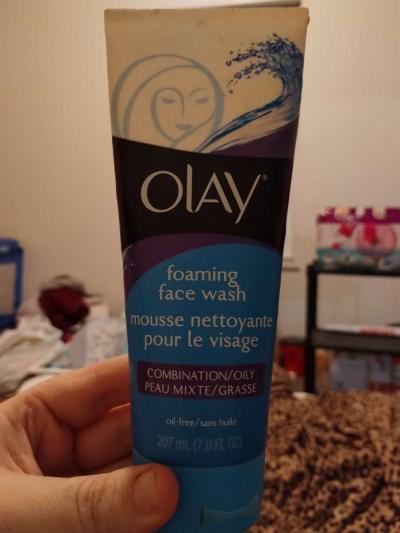 OLAY®
foaming
face wash
mousse nettoyante
pour le visage
COMBINATION/OILY
PEAU MIXTE/GRASSE
oil-free/sans huile
207 mL (7.0 FL OZ)